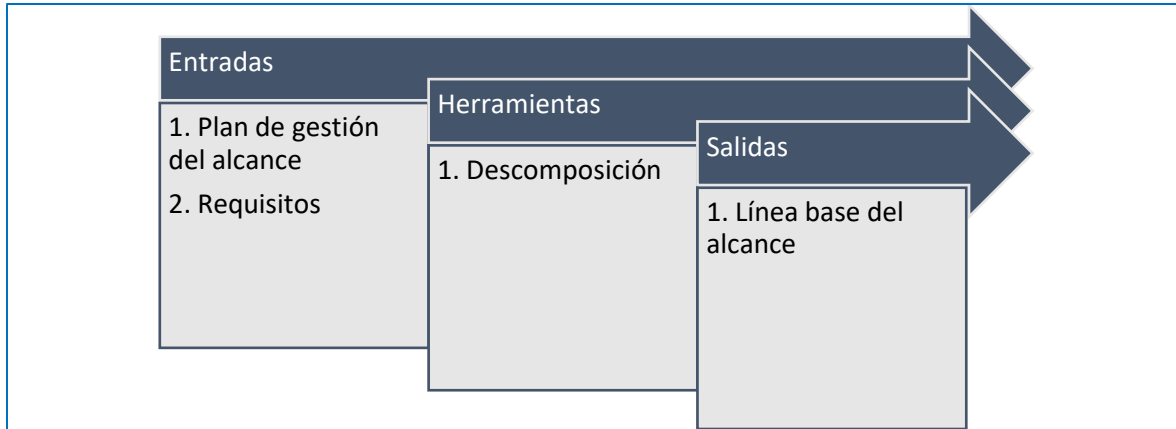 Entradas
1. Plan de gestión
del alcance
2. Requisitos
Herramientas
1. Descomposición
Salidas
1. Línea base del
alcance